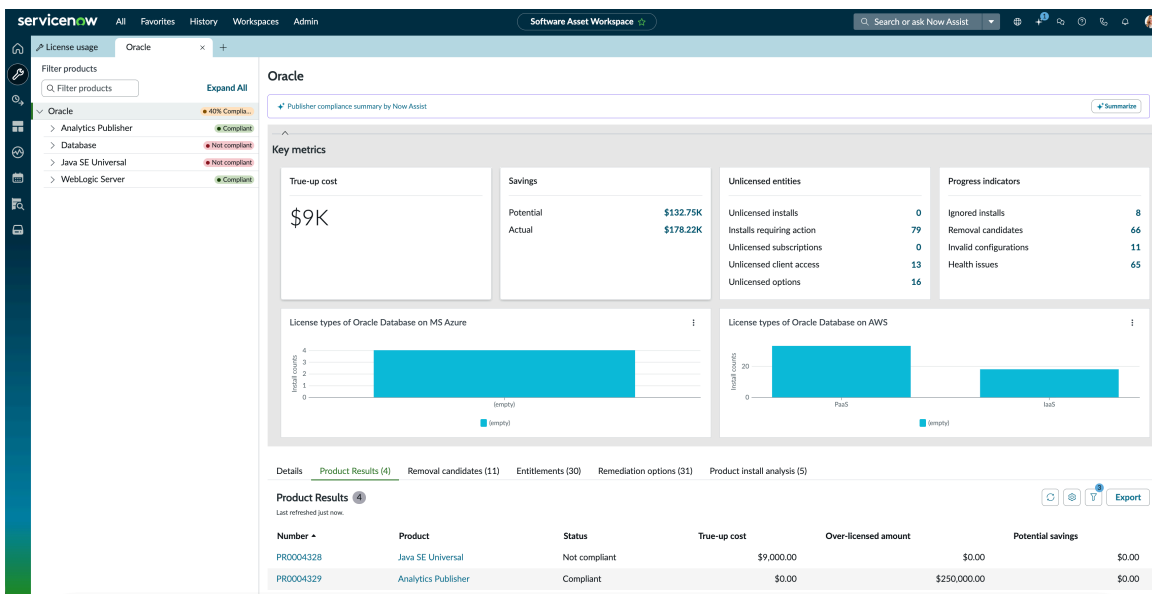 servicenow All Favorites History Workspaces Admin Software Asset Workspace Search or ask Now Assist 1
License usage Oracle × +
Filter products
Filter products Expand All
Oracle 40% Complia...
Analytics Publisher Compliant
Database Not compliant
Java SE Universal Not compliant
WebLogic Server Compliant
Oracle
Publisher compliance summary by Now Assist Summarize
Key metrics
True-up cost
$9K
Savings
Potential $132.75K
Actual $178.22K
Unlicensed entities
Unlicensed installs 0
Installs requiring action 79
Unlicensed subscriptions 0
Unlicensed client access 13
Unlicensed options 16
Progress indicators
Ignored installs 8
Removal candidates 66
Invalid configurations 11
Health issues 65
License types of Oracle Database on MS Azure
Install counts
4
3
2
1
0
(empty)
(empty)
License types of Oracle Database on AWS
Install counts
20
0
PaaS IaaS
(empty)
Details Product Results (4) Removal candidates (11) Entitlements (30) Remediation options (31) Product install analysis (5)
Product Results 4
Last refreshed just now.
3
Export
Number Product Status True-up cost Over-licensed amount Potential savings
PR0004328 Java SE Universal Not compliant $9,000.00 $0.00 $0.00
PR0004329 Analytics Publisher Compliant $0.00 $250,000.00 $0.00